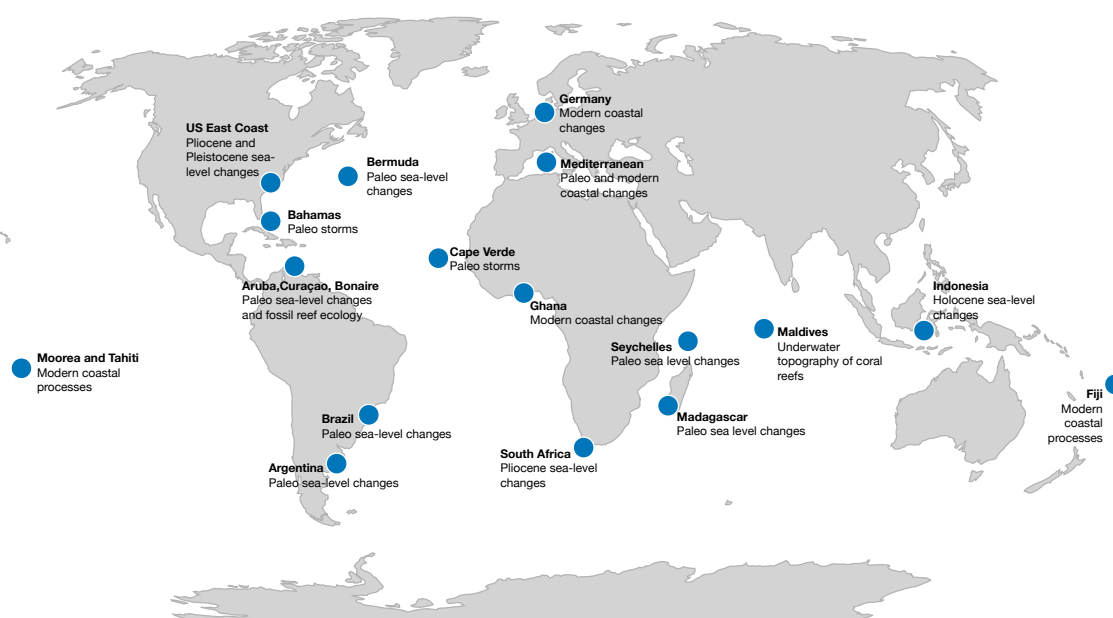 Germany
Modern coastal
changes
US East Coast
Pliocene and
Pleistocene sea-
level changes
Bermuda
Paleo sea-level
changes
Mediterranean
Paleo and modern
coastal changes
Bahamas
Paleo storms
Cape Verde
Paleo storms
Aruba,Curaçao, Bonaire
Paleo sea-level changes
and fossil reef ecology
Ghana
Modern coastal changes
Indonesia
Holocene sea-level
changes
Seychelles
Paleo sea level changes
Maldives
Underwater
topography of coral
reefs
Moorea and Tahiti
Modern coastal
processes
Fiji
Modern
coastal
processes
Brazil
Paleo sea-level changes
Madagascar
Paleo sea level changes
South Africa
Pliocene sea-level
changes
Argentina
Paleo sea-level changes